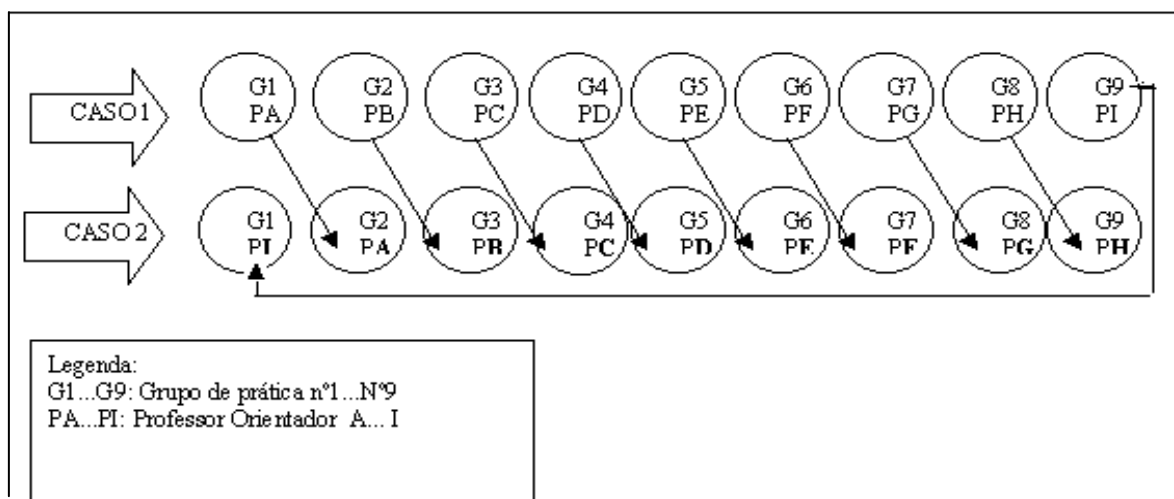 CASO 1
G1 G2 G3 G4 G5 G6 G7 G8 G9
PA PB PC PD PE PF PG PH PI
CASO 2
G1 G2 G3 G4 G5 G6 G7 G8 G9
PI PA PB PC PD PE PF PG PH
Legenda:
G1...G9: Grupo de prática nº1...Nº9
PA...PI: Professor Orientador A... I